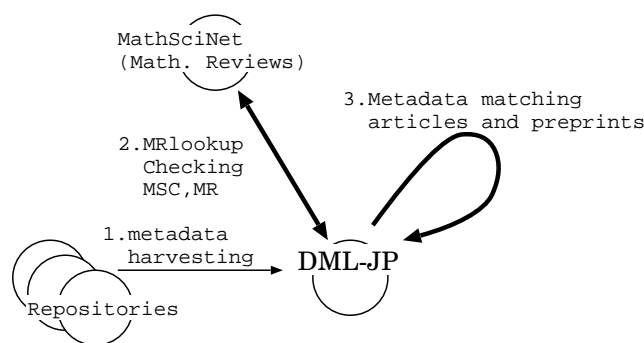 MathSciNet
(Math. Reviews)
3.Metadata matching
articles and preprints
2.MRlookup
Checking
MSC,MR
1.metadata
harvesting
DML-JP
Repositories